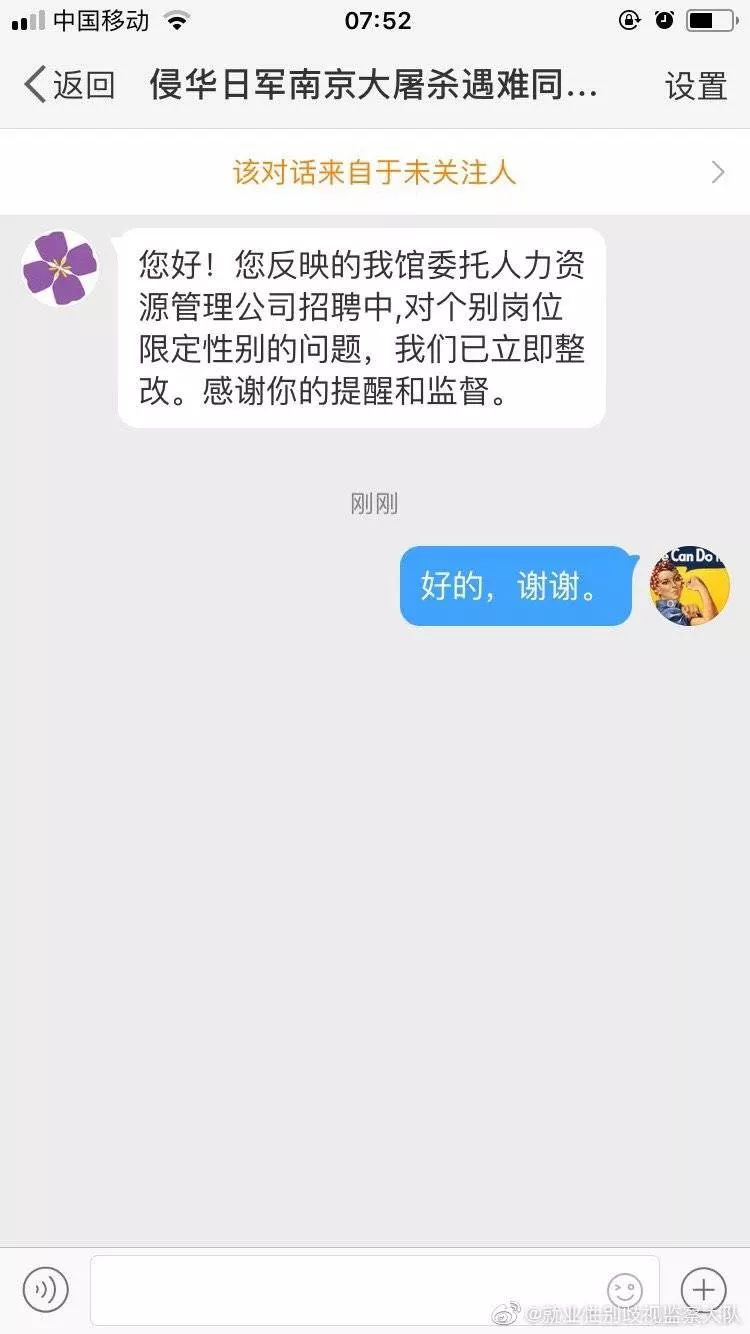 中国移动
07:52
返回
侵华日军南京大屠杀遇难同...
设置
该对话来自于未关注人
您好！您反映的我馆委托人力资
源管理公司招聘中,对个别岗位
限定性别的问题，我们已立即整
改。感谢你的提醒和监督。
刚刚
好的，谢谢。
Can Do
@就业性别歧视监察大队